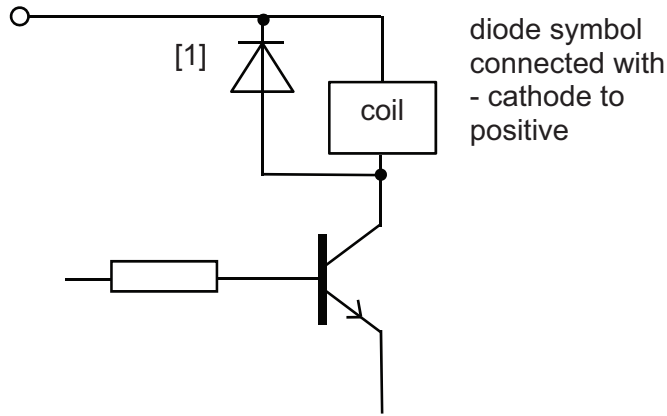 [1]
coil
diode symbol
connected with
- cathode to
positive